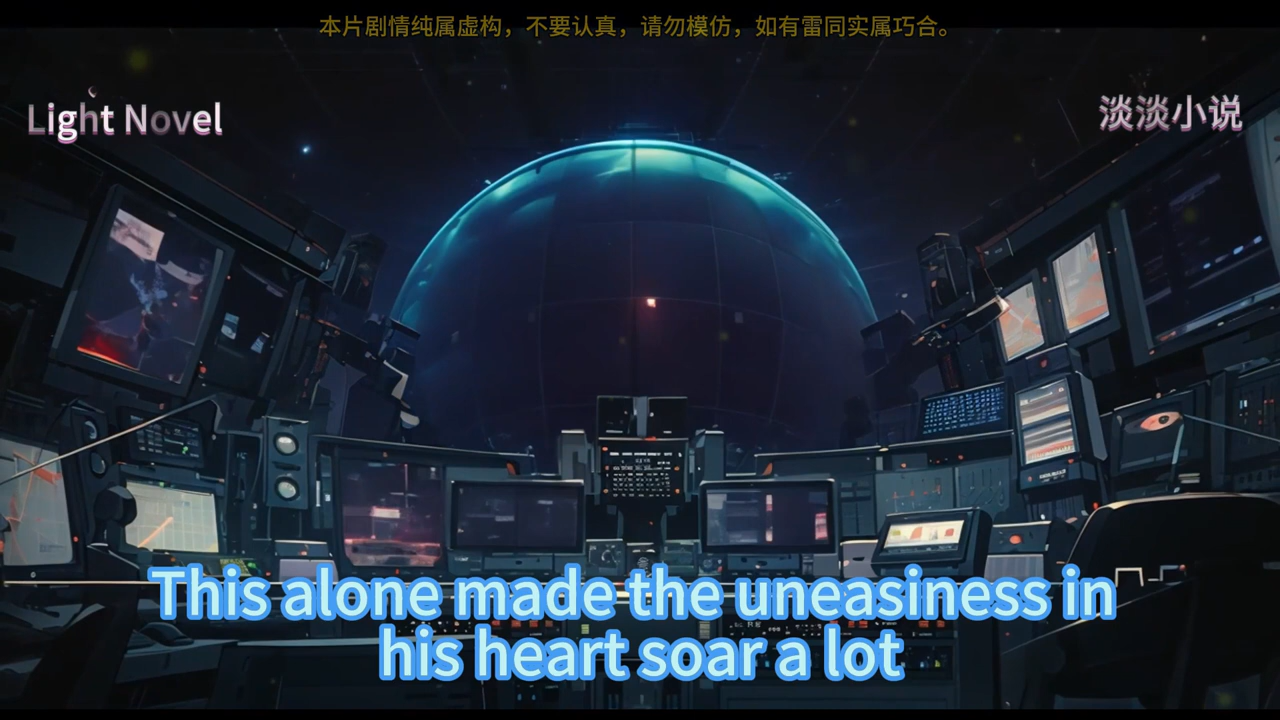 本片剧情纯属虚构，不要认真，请勿模仿，如有雷同实属巧合。
Light Novel
淡淡小说
This alone made the uneasiness in
his heart soar a lot